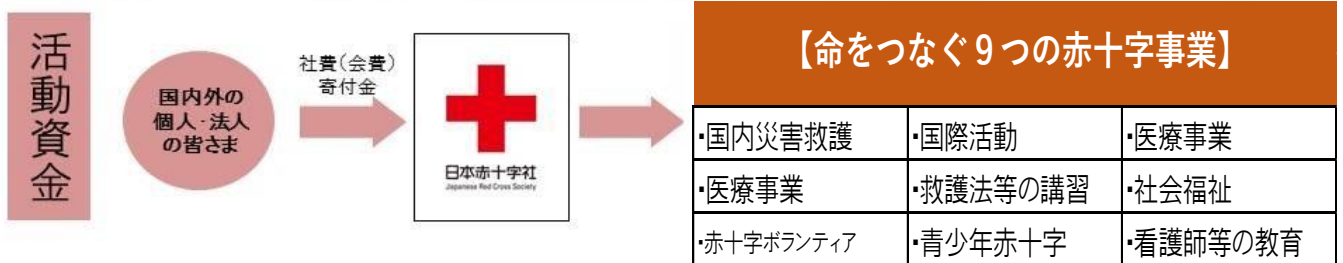 活動資金
国内外の
個人・法人
の皆さま
社費(会費)
寄付金
日本赤十字社
Japanese Red Cross Society
【命をつなぐ9つの赤十字事業】
・国内災害救護
・国際活動
・医療事業
・医療事業
・救護法等の講習
・社会福祉
・赤十字ボランティア
・青少年赤十字
・看護師等の教育